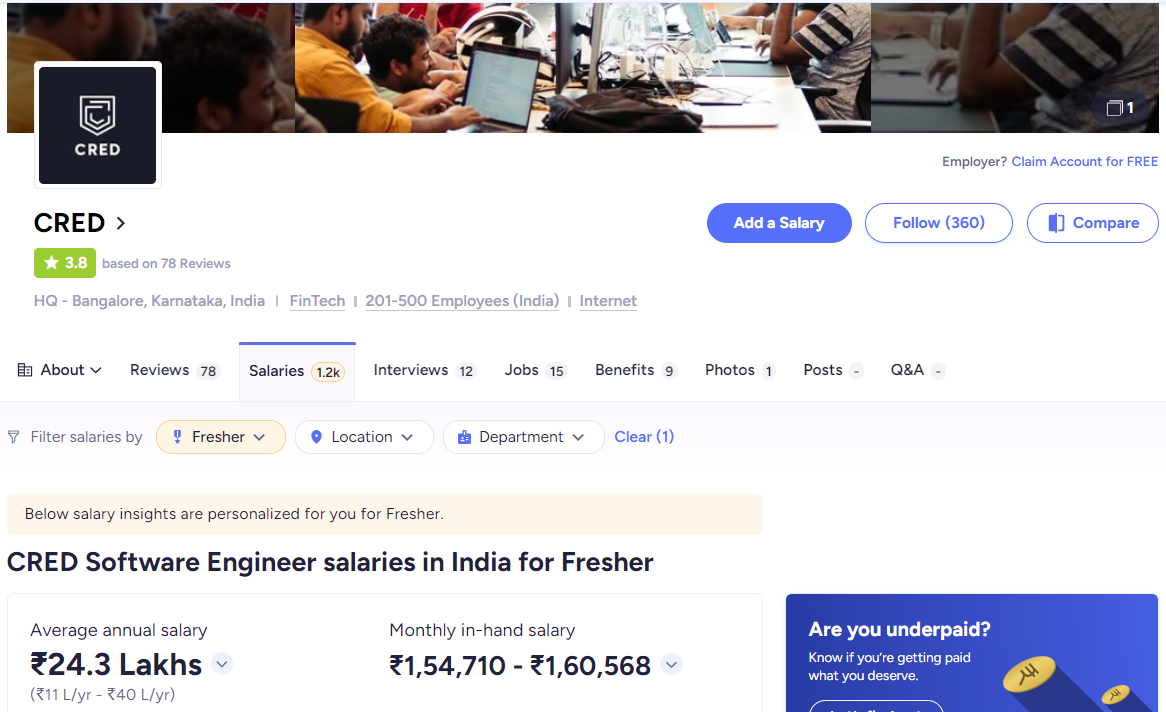 1
CRED
Employer? Claim Account for FREE
CRED
Add a Salary Follow (360) Compare
3.8 based on 78 Reviews
HQ - Bangalore, Karnataka, India | FinTech | 201-500 Employees (India) | Internet
About Reviews 78 Salaries 1.2k Interviews 12 Jobs 15 Benefits 9 Photos 1 Posts - Q&A -
Filter salaries by Fresher Location Department Clear (1)
Below salary insights are personalized for you for Fresher.
CRED Software Engineer salaries in India for Fresher
Average annual salary Monthly in-hand salary
₹24.3 Lakhs ₹1,54,710 - ₹1,60,568
(₹11 L/yr - ₹40 L/yr)
Are you underpaid?
Know if you're getting paid
what you deserve.